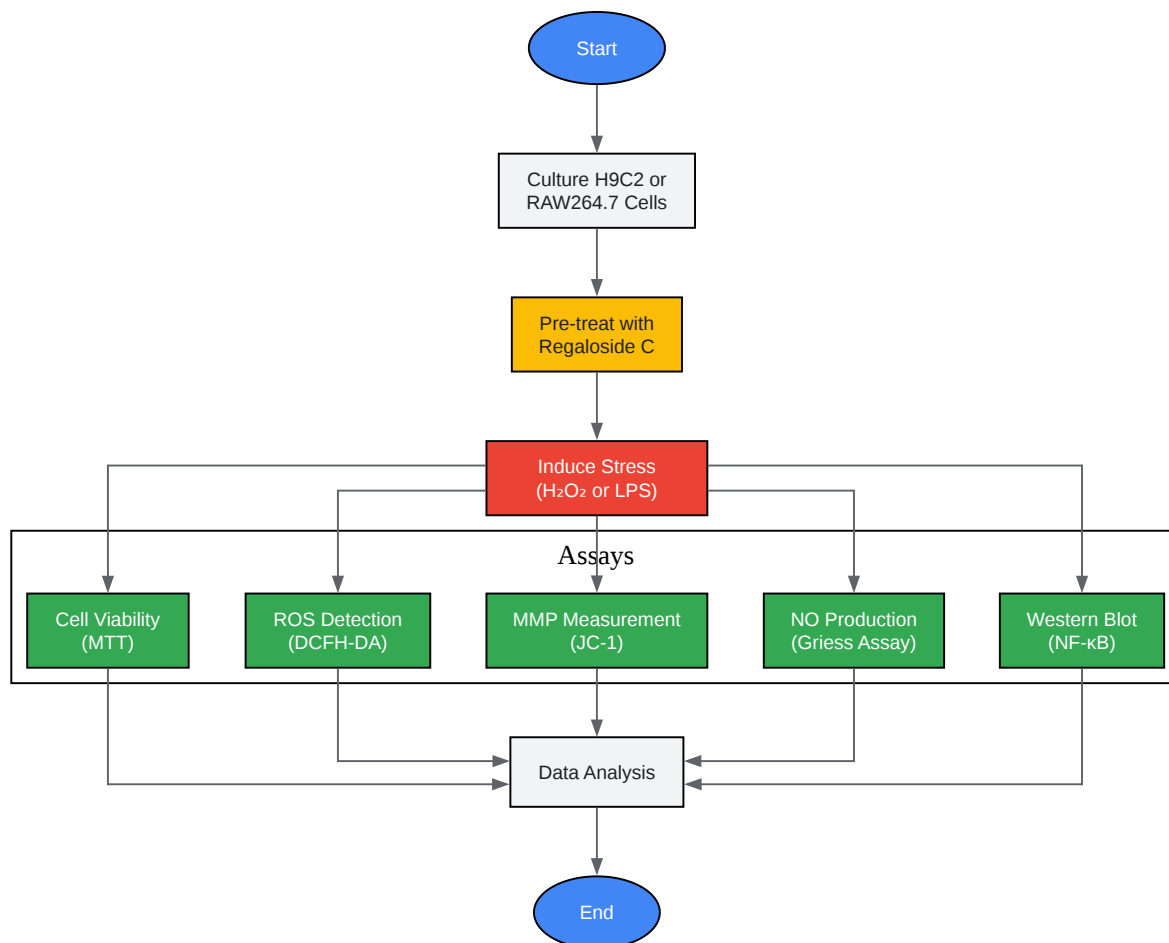 Start
Culture H9C2 or
RAW264.7 Cells
Pre-treat with
Regaloside C
Induce Stress
(H₂O₂ or LPS)
Assays
Cell Viability
(MTT)
ROS Detection
(DCFH-DA)
MMP Measurement
(JC-1)
NO Production
(Griess Assay)
Western Blot
(NF-κB)
Data Analysis
End